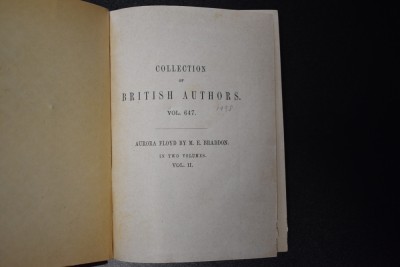 COLLECTION
OF
BRITISH AUTHORS.
VOL. 647.
AURORA FLOYD BY M. E. BRADDON.
IN TWO VOLUMES.
VOL. II.